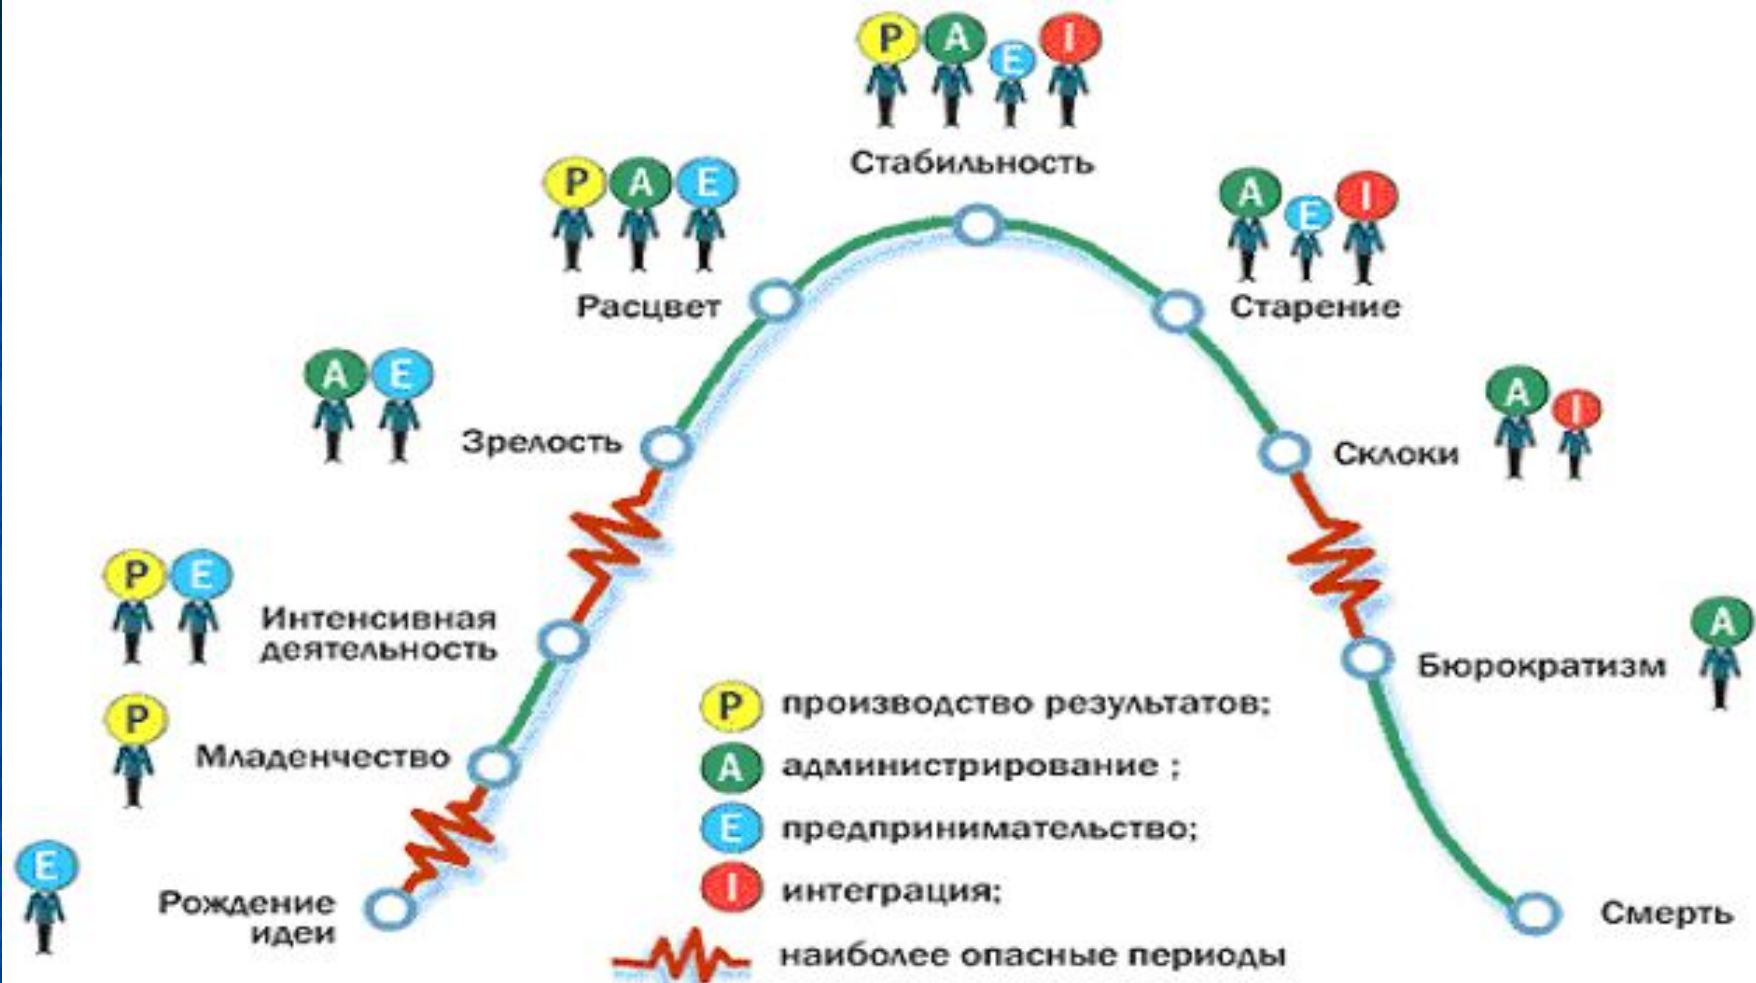 P A E I
Стабильность
P A E
Расцвет
A E I
Старение
A E
Зрелость
Склоки
A I
P E
Интенсивная
деятельность
Бюрократизм
A
P
Младенчество
E
Рождение
идеи
P производство результатов;
A администрирование ;
E предпринимательство;
I интеграция;
наиболее опасные периоды
Смерть